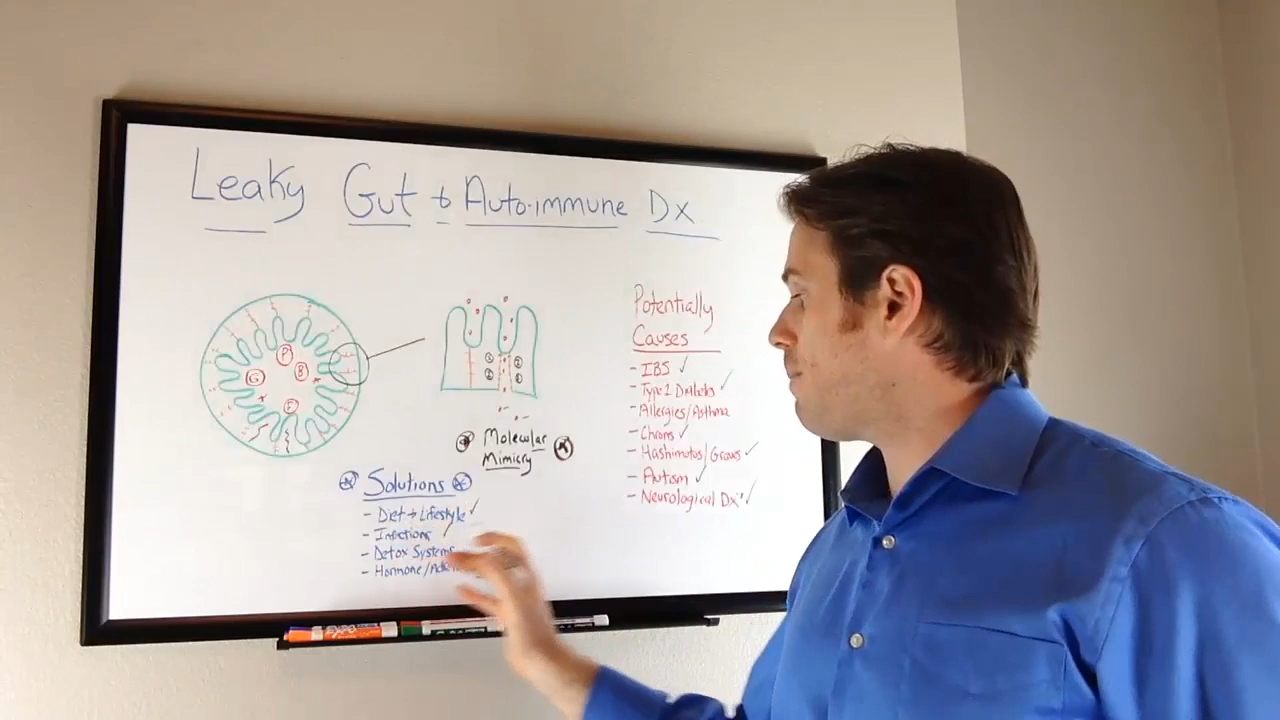 Leaky Gut to Auto-immune Dx
P
B
G
F
Molecular
Mimicry
Solutions
- Diet + Lifestyle ✓
- Infections ✓
- Detox Systems
- Hormone/
Potentially
Causes
- IBS ✓
- Type 1 Diabetes ✓
- Allergies/Asthma
- Chrons ✓
- Hashimotos/Graves ✓
- Autism ✓
- Neurological Dx' ✓